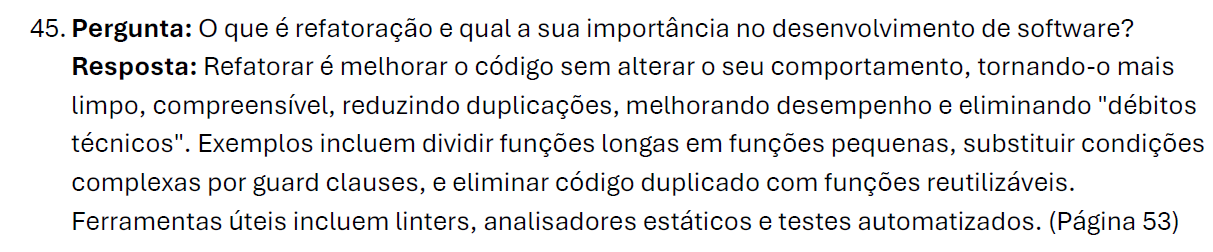 45. Pergunta: O que é refatoração e qual a sua importância no desenvolvimento de software?
Resposta: Refatorar é melhorar o código sem alterar o seu comportamento, tornando-o mais
limpo, compreensível, reduzindo duplicações, melhorando desempenho e eliminando "débitos
técnicos". Exemplos incluem dividir funções longas em funções pequenas, substituir condições
complexas por guard clauses, e eliminar código duplicado com funções reutilizáveis.
Ferramentas úteis incluem linters, analisadores estáticos e testes automatizados. (Página 53)